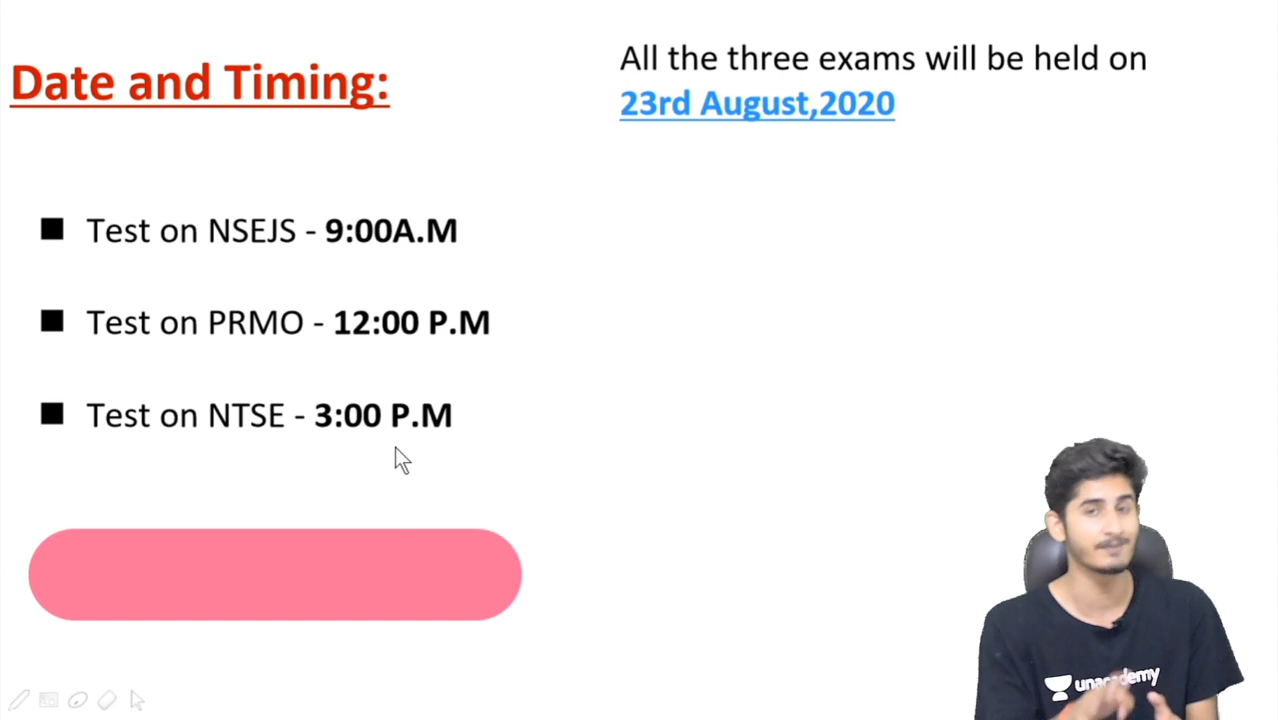 Date and Timing:
All the three exams will be held on
23rd August,2020
Test on NSEJS - 9:00A.M
Test on PRMO - 12:00 P.M
Test on NTSE - 3:00 P.M
unacademy